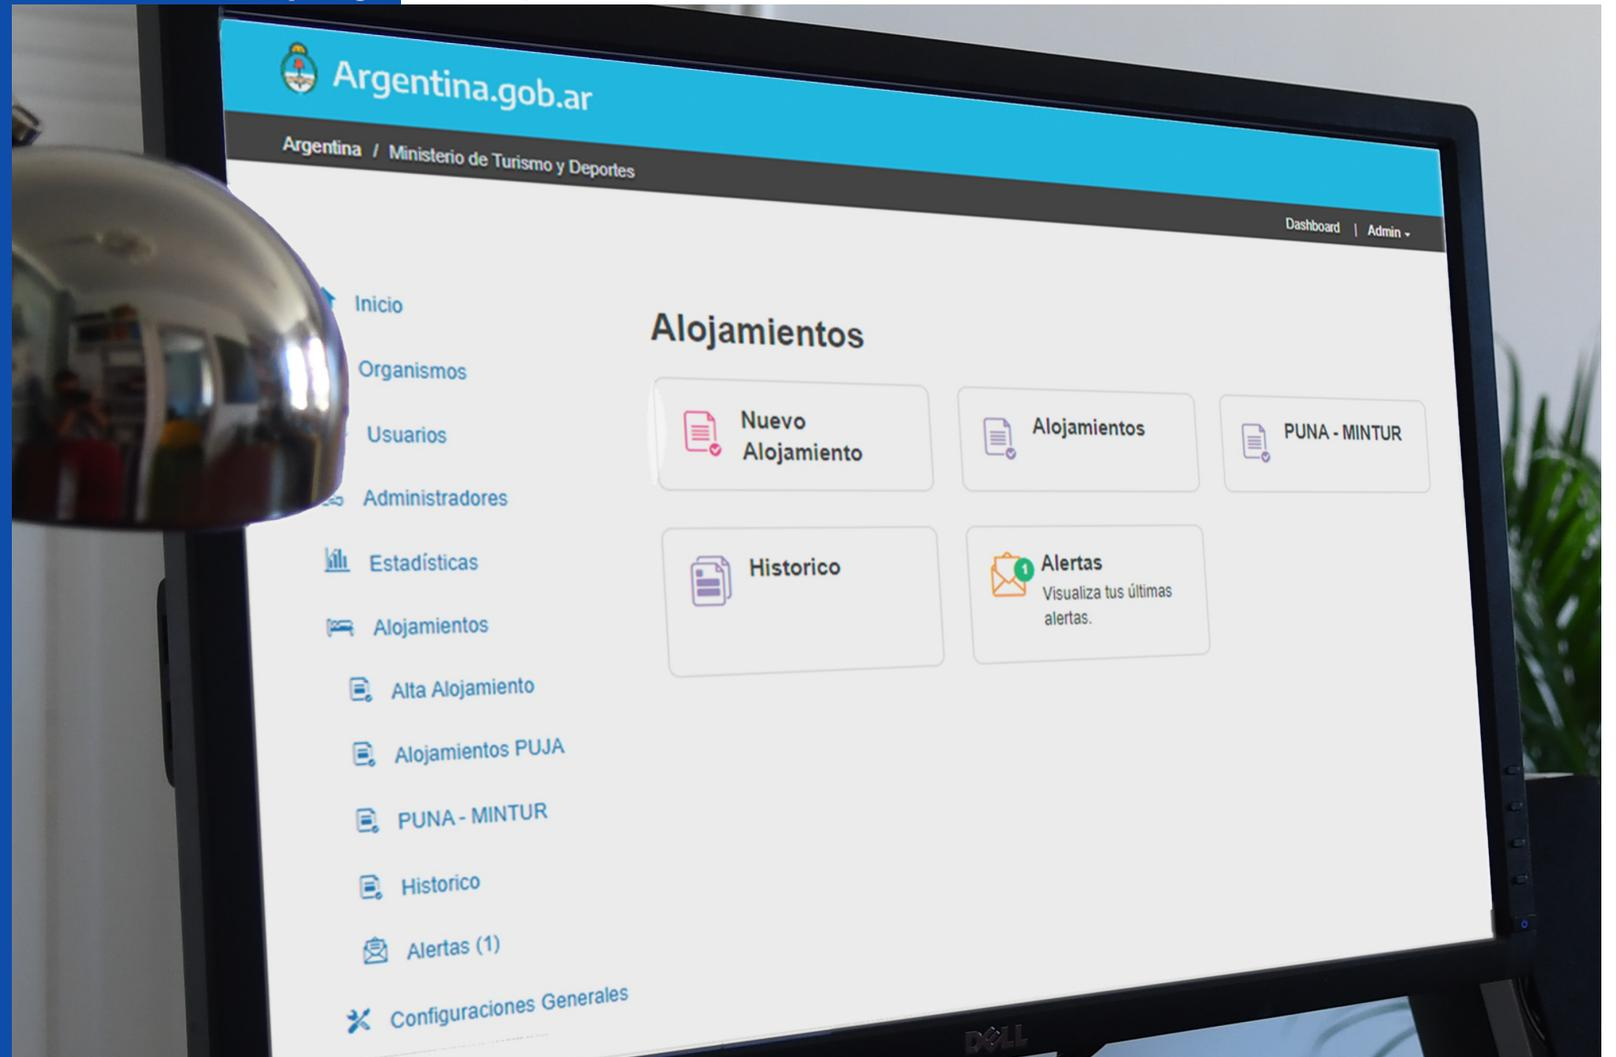 Argentina.gob.ar
Argentina / Ministerio de Turismo y Deportes
Dashboard | Admin
Inicio
Organismos
Usuarios
Administradores
Estadísticas
Alojamientos
Alta Alojamiento
Alojamientos PUJA
PUNA - MINTUR
Historico
Alertas (1)
Configuraciones Generales
Alojamientos
Nuevo
Alojamiento
Alojamientos
PUNA - MINTUR
Historico
1
Alertas
Visualiza tus últimas
alertas.
DELL